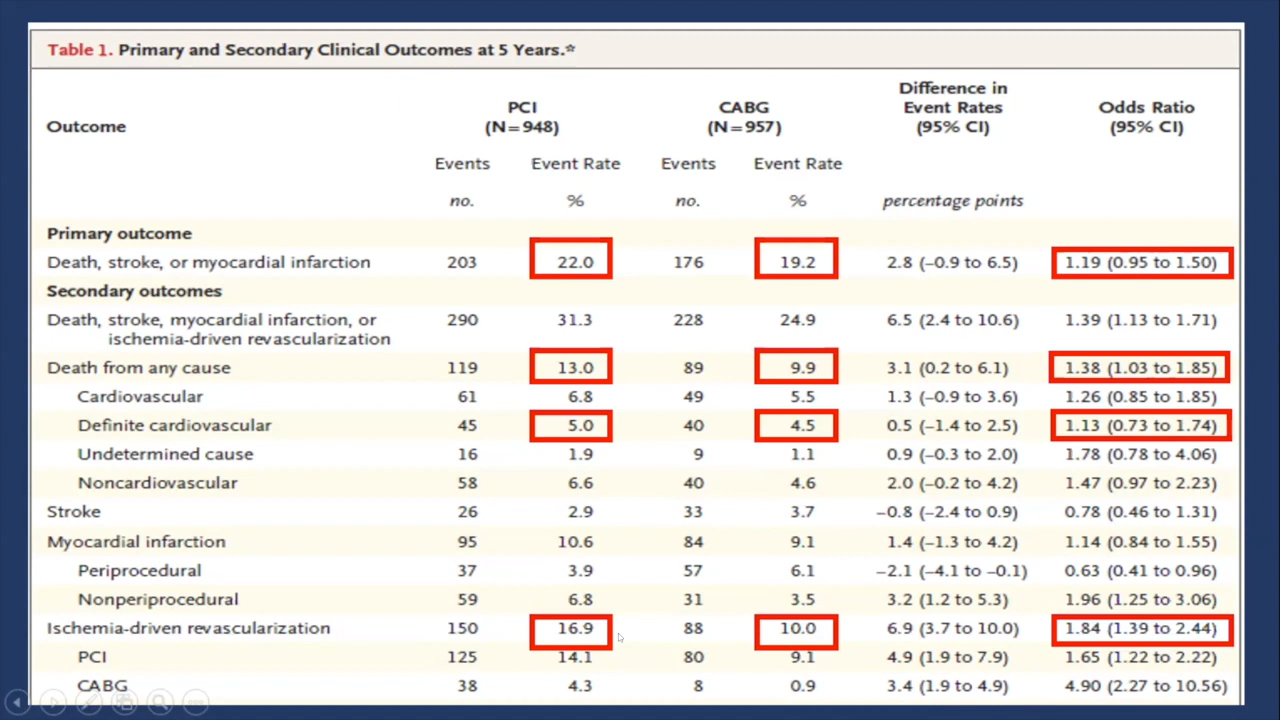 Table 1. Primary and Secondary Clinical Outcomes at 5 Years.*
Outcome PCI (N=948) CABG (N=957) Difference in Event Rates (95% CI) Odds Ratio (95% CI)
Events Event Rate Events Event Rate
no. % no. % percentage points
Primary outcome
Death, stroke, or myocardial infarction 203 22.0 176 19.2 2.8 (−0.9 to 6.5) 1.19 (0.95 to 1.50)
Secondary outcomes
Death, stroke, myocardial infarction, or 290 31.3 228 24.9 6.5 (2.4 to 10.6) 1.39 (1.13 to 1.71)
ischemia-driven revascularization
Death from any cause 119 13.0 89 9.9 3.1 (0.2 to 6.1) 1.38 (1.03 to 1.85)
Cardiovascular 61 6.8 49 5.5 1.3 (−0.9 to 3.6) 1.26 (0.85 to 1.85)
Definite cardiovascular 45 5.0 40 4.5 0.5 (−1.4 to 2.5) 1.13 (0.73 to 1.74)
Undetermined cause 16 1.9 9 1.1 0.9 (−0.3 to 2.0) 1.78 (0.78 to 4.06)
Noncardiovascular 58 6.6 40 4.6 2.0 (−0.2 to 4.2) 1.47 (0.97 to 2.23)
Stroke 26 2.9 33 3.7 −0.8 (−2.4 to 0.9) 0.78 (0.46 to 1.31)
Myocardial infarction 95 10.6 84 9.1 1.4 (−1.3 to 4.2) 1.14 (0.84 to 1.55)
Periprocedural 37 3.9 57 6.1 −2.1 (−4.1 to −0.1) 0.63 (0.41 to 0.96)
Nonperiprocedural 59 6.8 31 3.5 3.2 (1.2 to 5.3) 1.96 (1.25 to 3.06)
Ischemia-driven revascularization 150 16.9 88 10.0 6.9 (3.7 to 10.0) 1.84 (1.39 to 2.44)
PCI 125 14.1 80 9.1 4.9 (1.9 to 7.9) 1.65 (1.22 to 2.22)
CABG 38 4.3 8 0.9 3.4 (1.9 to 4.9) 4.90 (2.27 to 10.56)